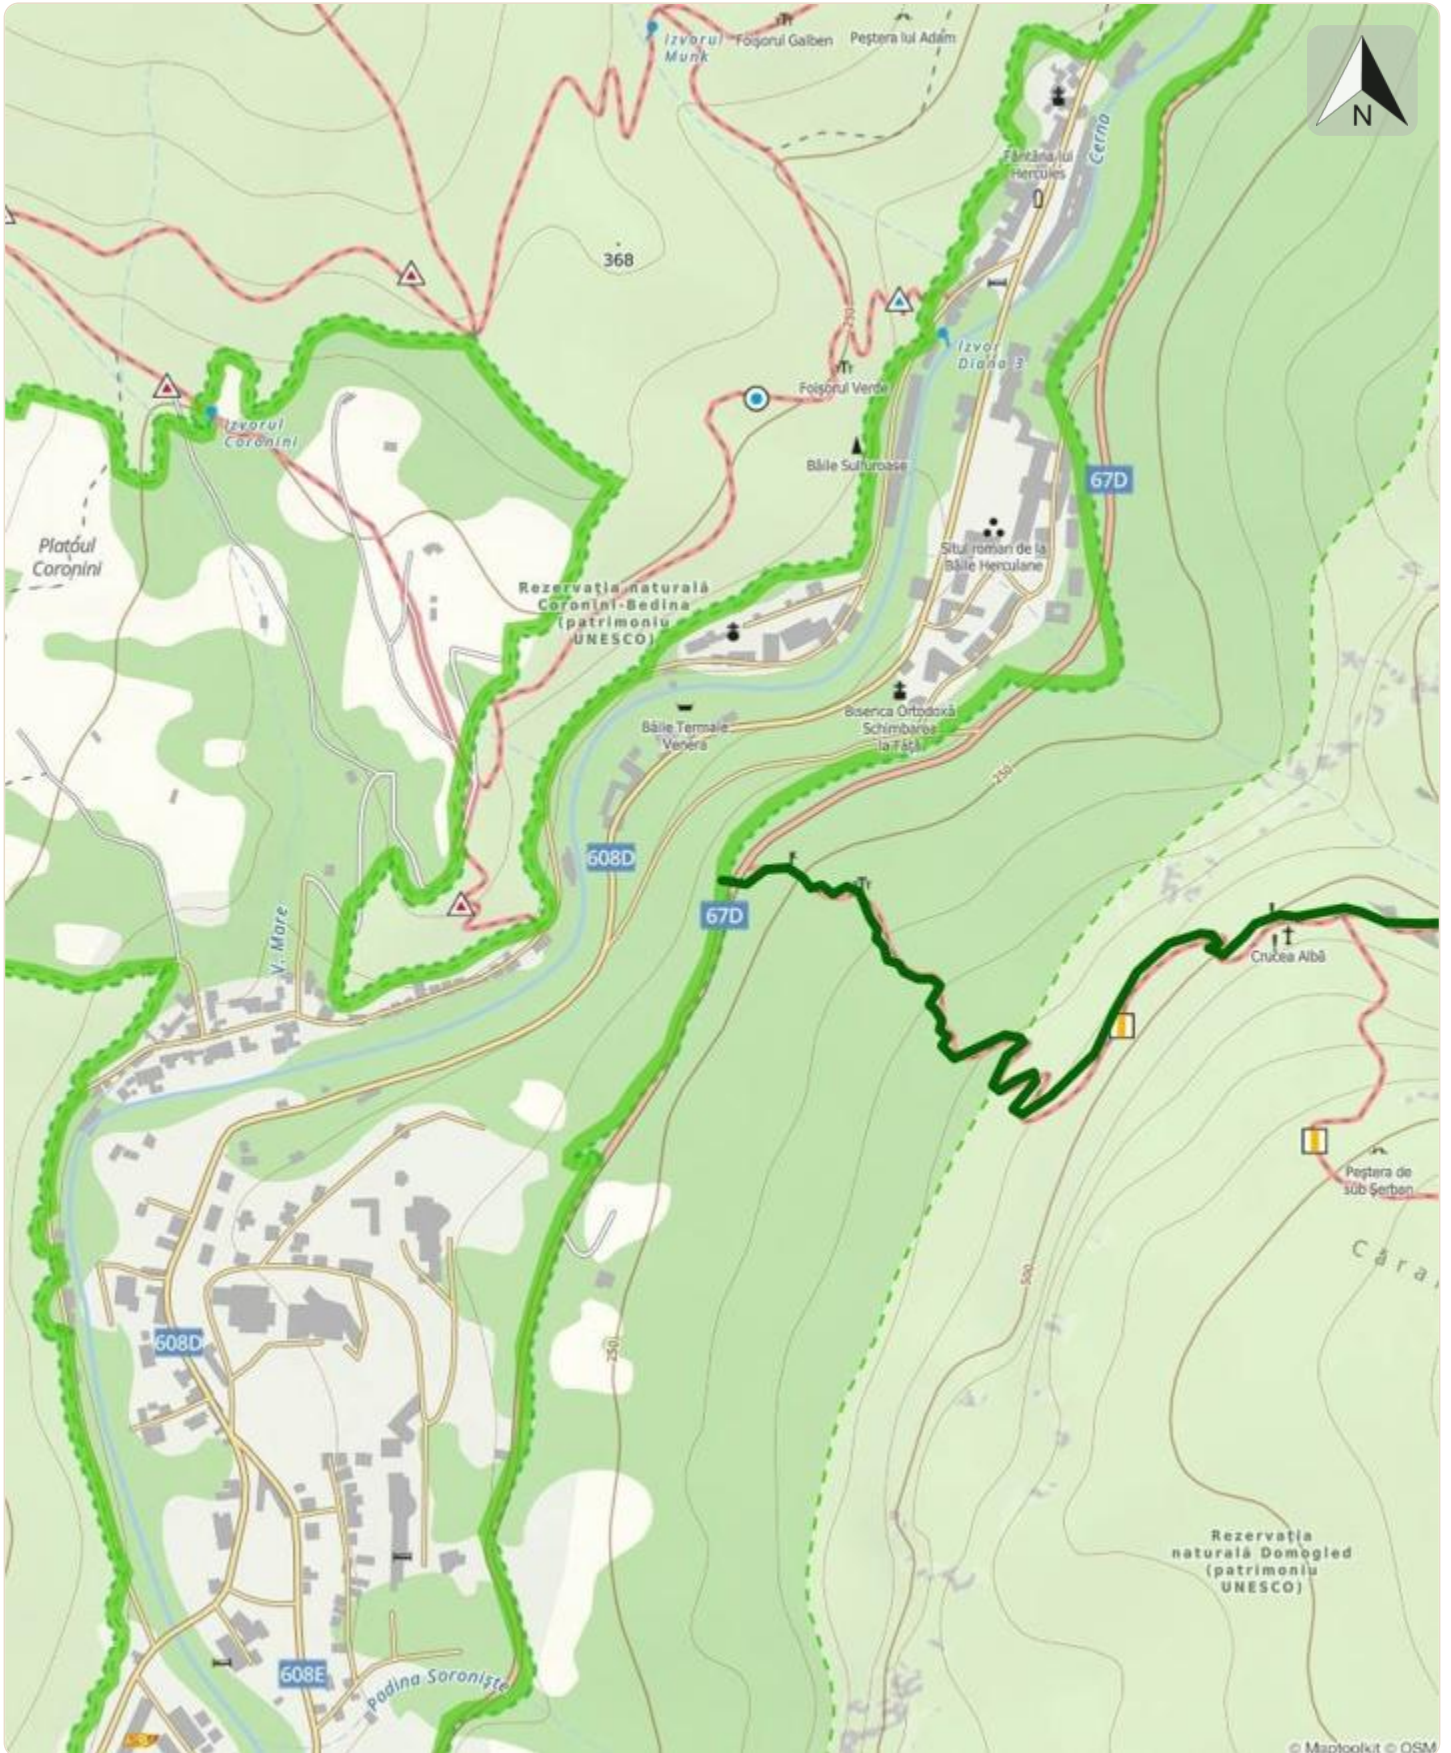 Izvorul
Munk
Foișorul Galben
Peștera lui Adam
N
Cerna
Fântâna lui
Hercules
368
250
Izvor
Diana 3
Foișorul Verde
Izvorul
Coronini
Băile Sulfuroase
67D
Platoul
Coronini
Situl roman de la
Băile Herculane
Rezervația naturală
Coronini-Bedina
(patrimoniu
UNESCO)
Băile Termale
Venera
Biserica Ortodoxă
Schimbarea
la Față
250
608D
67D
V. Mare
Crucea Albă
Peștera de
sub Șerban
Căra
500
608D
250
Rezervația
naturală Domogled
(patrimoniu
UNESCO)
608E
Padina Soroniște
© Maptoolkit © OSM